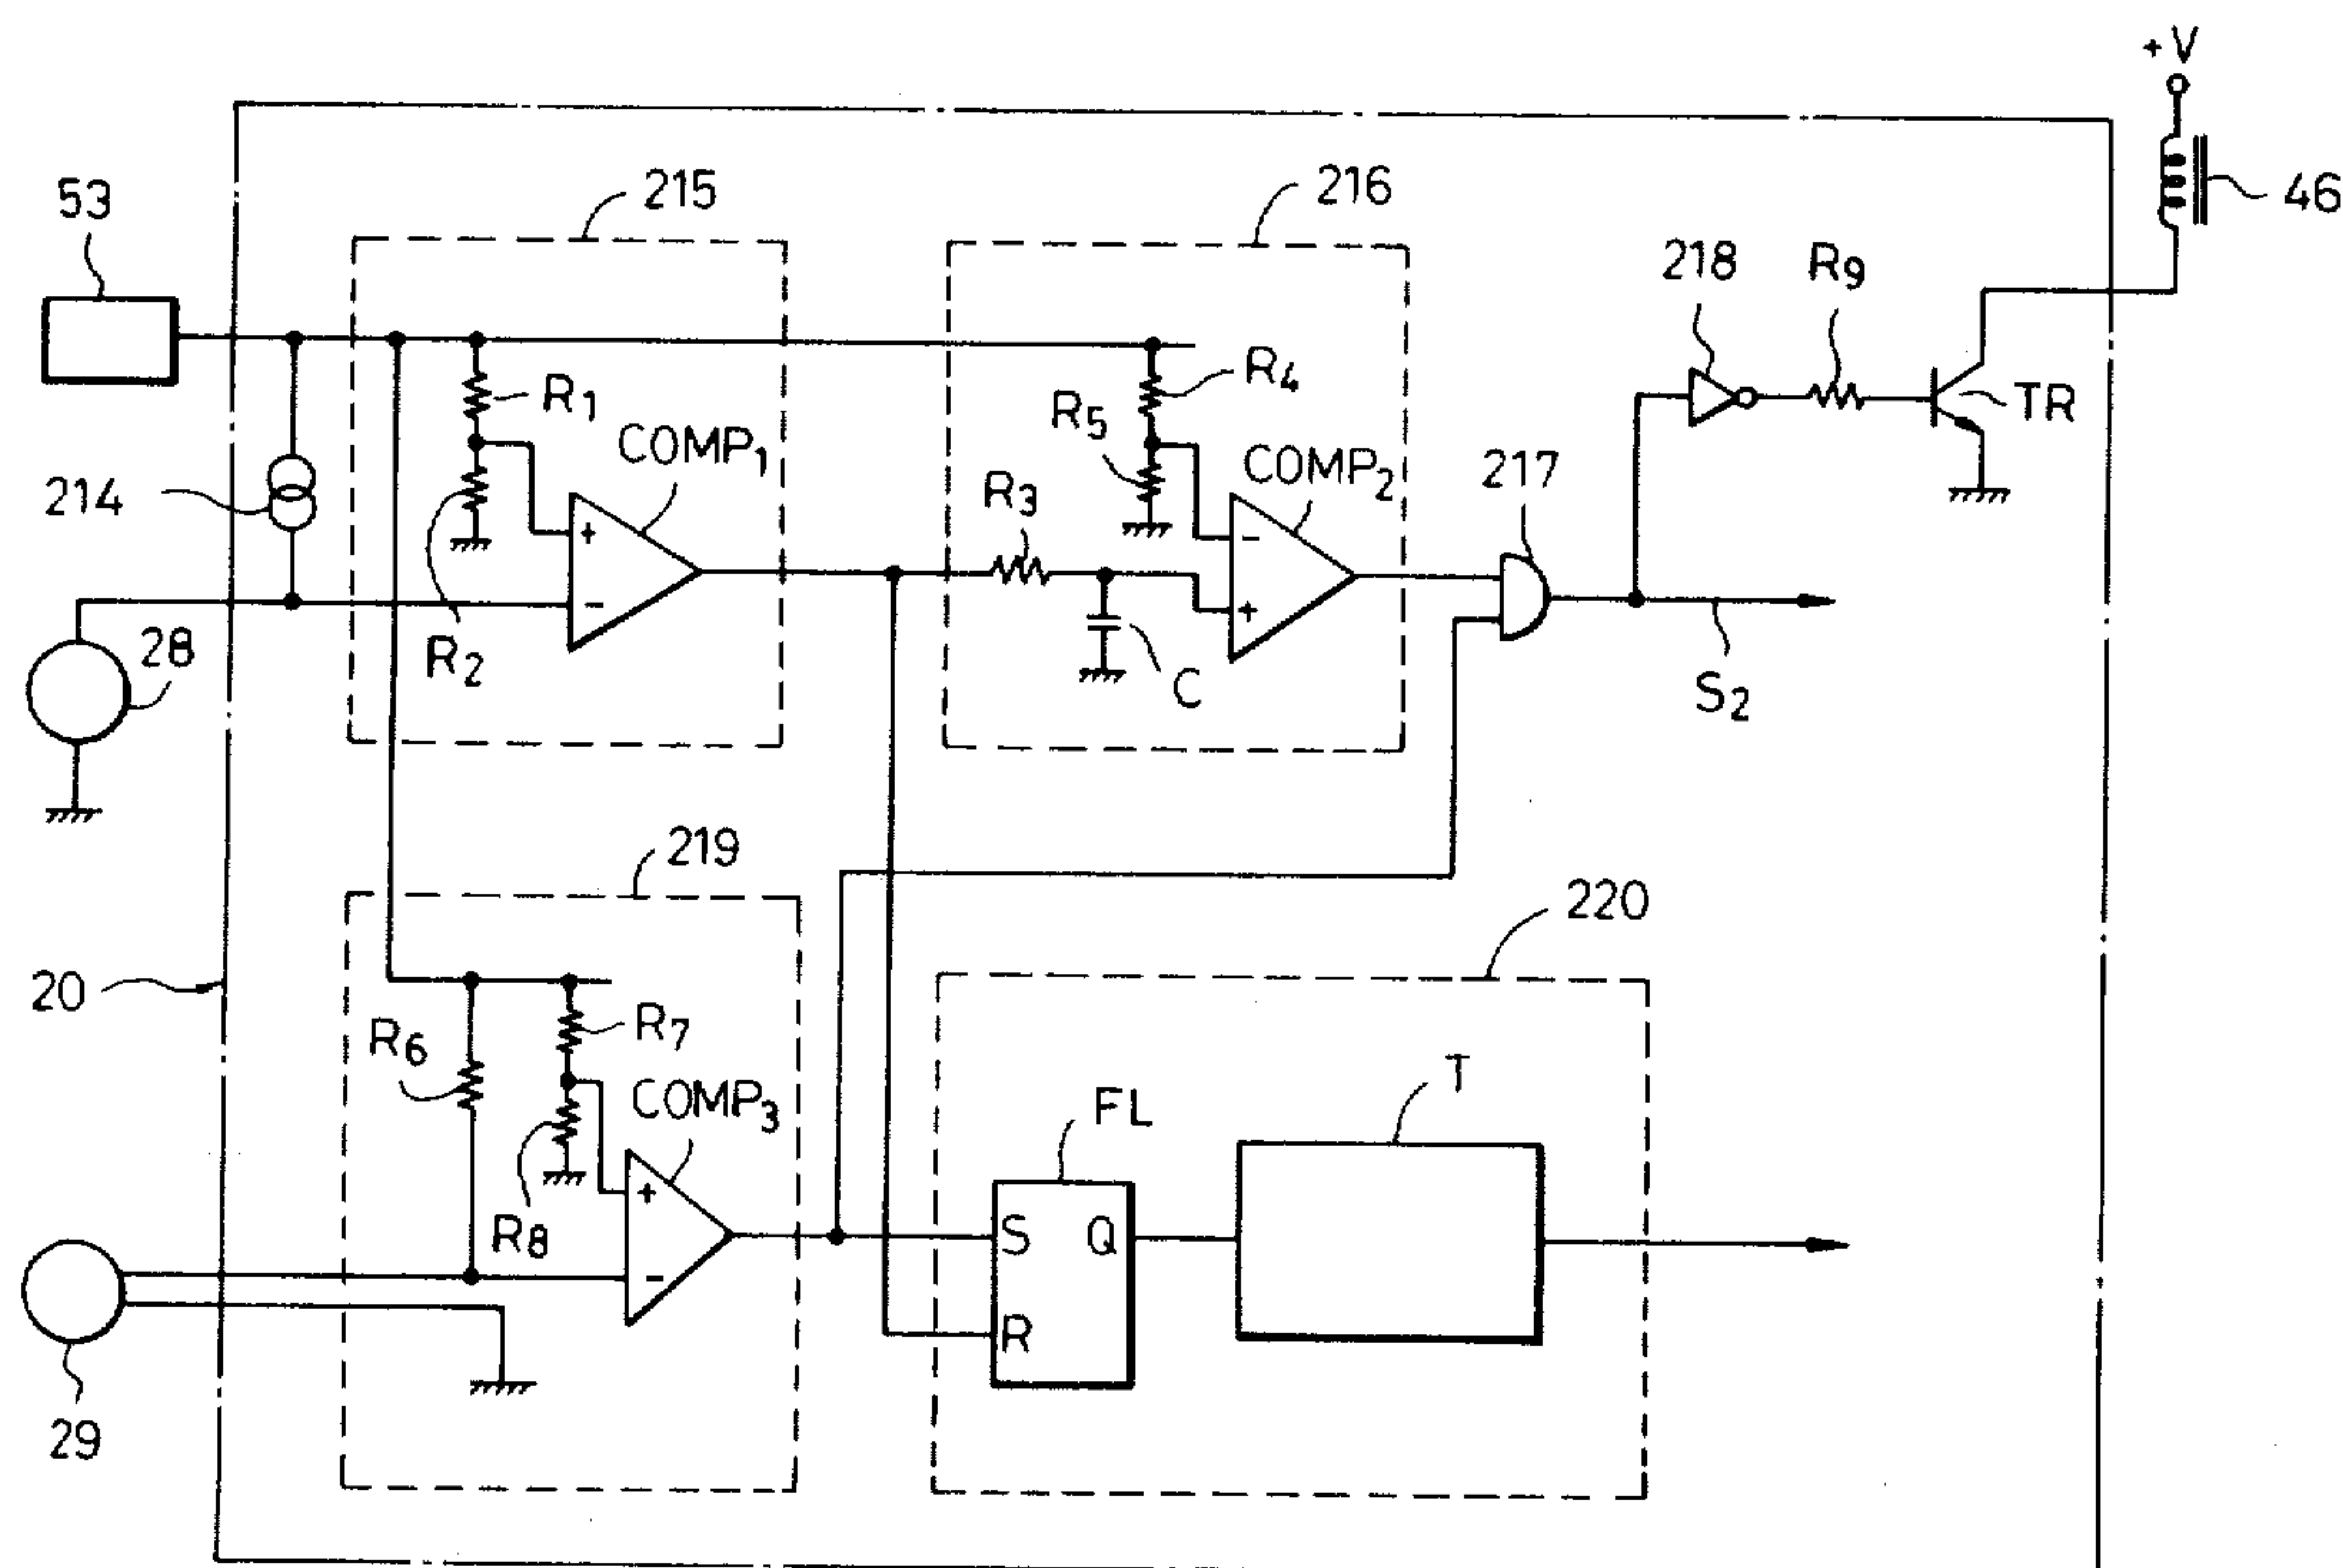 +V
53
215
216
46
218
R9
R1
R4
R5
TR
COMP1
COMP2
217
214
R3
+
-
-
+
28
R2
C
S2
219
220
20
R6
R7
T
COMP3
FL
+
R8
S Q
-
R
29